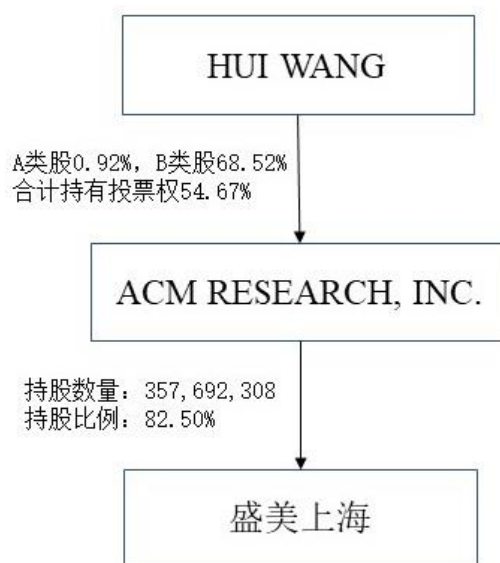 HUI WANG
A类股0.92%，B类股68.52%
合计持有投票权54.67%
ACM RESEARCH, INC.
持股数量：357,692,308
持股比例：82.50%
盛美上海